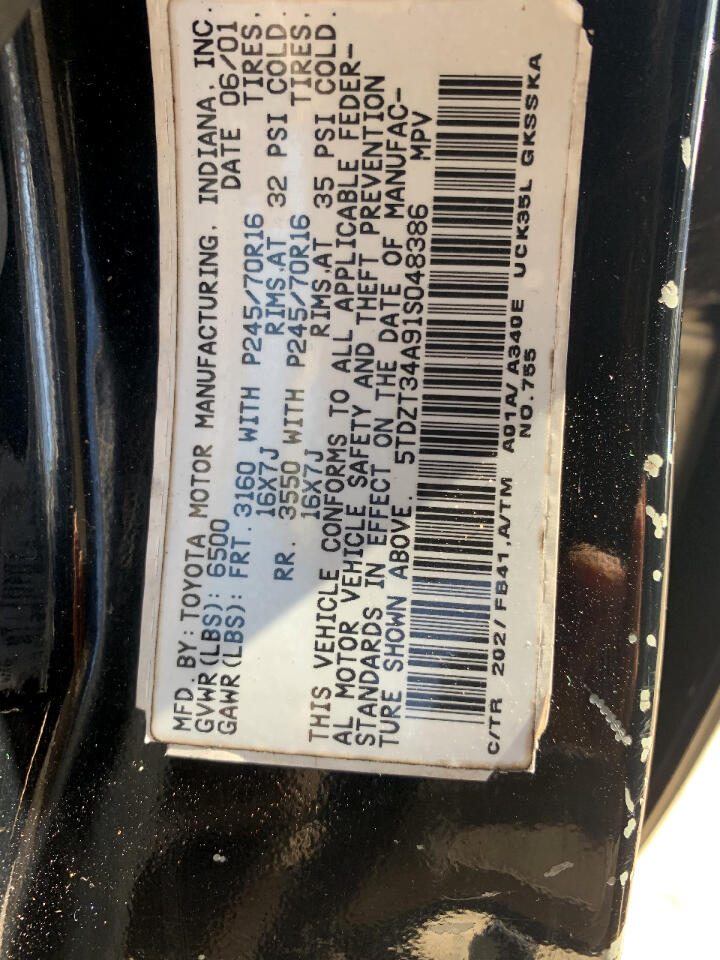 MFD. BY: TOYOTA MOTOR MANUFACTURING, INDIANA, INC.
GVWR (LBS): 6500 DATE 06/01
GAWR (LBS): FRT. 3160 WITH P245/70R16 TIRES,
16X7J RIMS, AT 32 PSI COLD.
RR. 3550 WITH P245/70R16 TIRES,
16X7J RIMS, AT 35 PSI COLD.
THIS VEHICLE CONFORMS TO ALL APPLICABLE FEDER-
AL MOTOR VEHICLE SAFETY AND THEFT PREVENTION
STANDARDS IN EFFECT ON THE DATE OF MANUFAC-
TURE SHOWN ABOVE. 5TDZT34A91S048386 MPV
C/TR 202/FB41,A/TM A01A/A340E UCK35L GKSSKA
NO.755